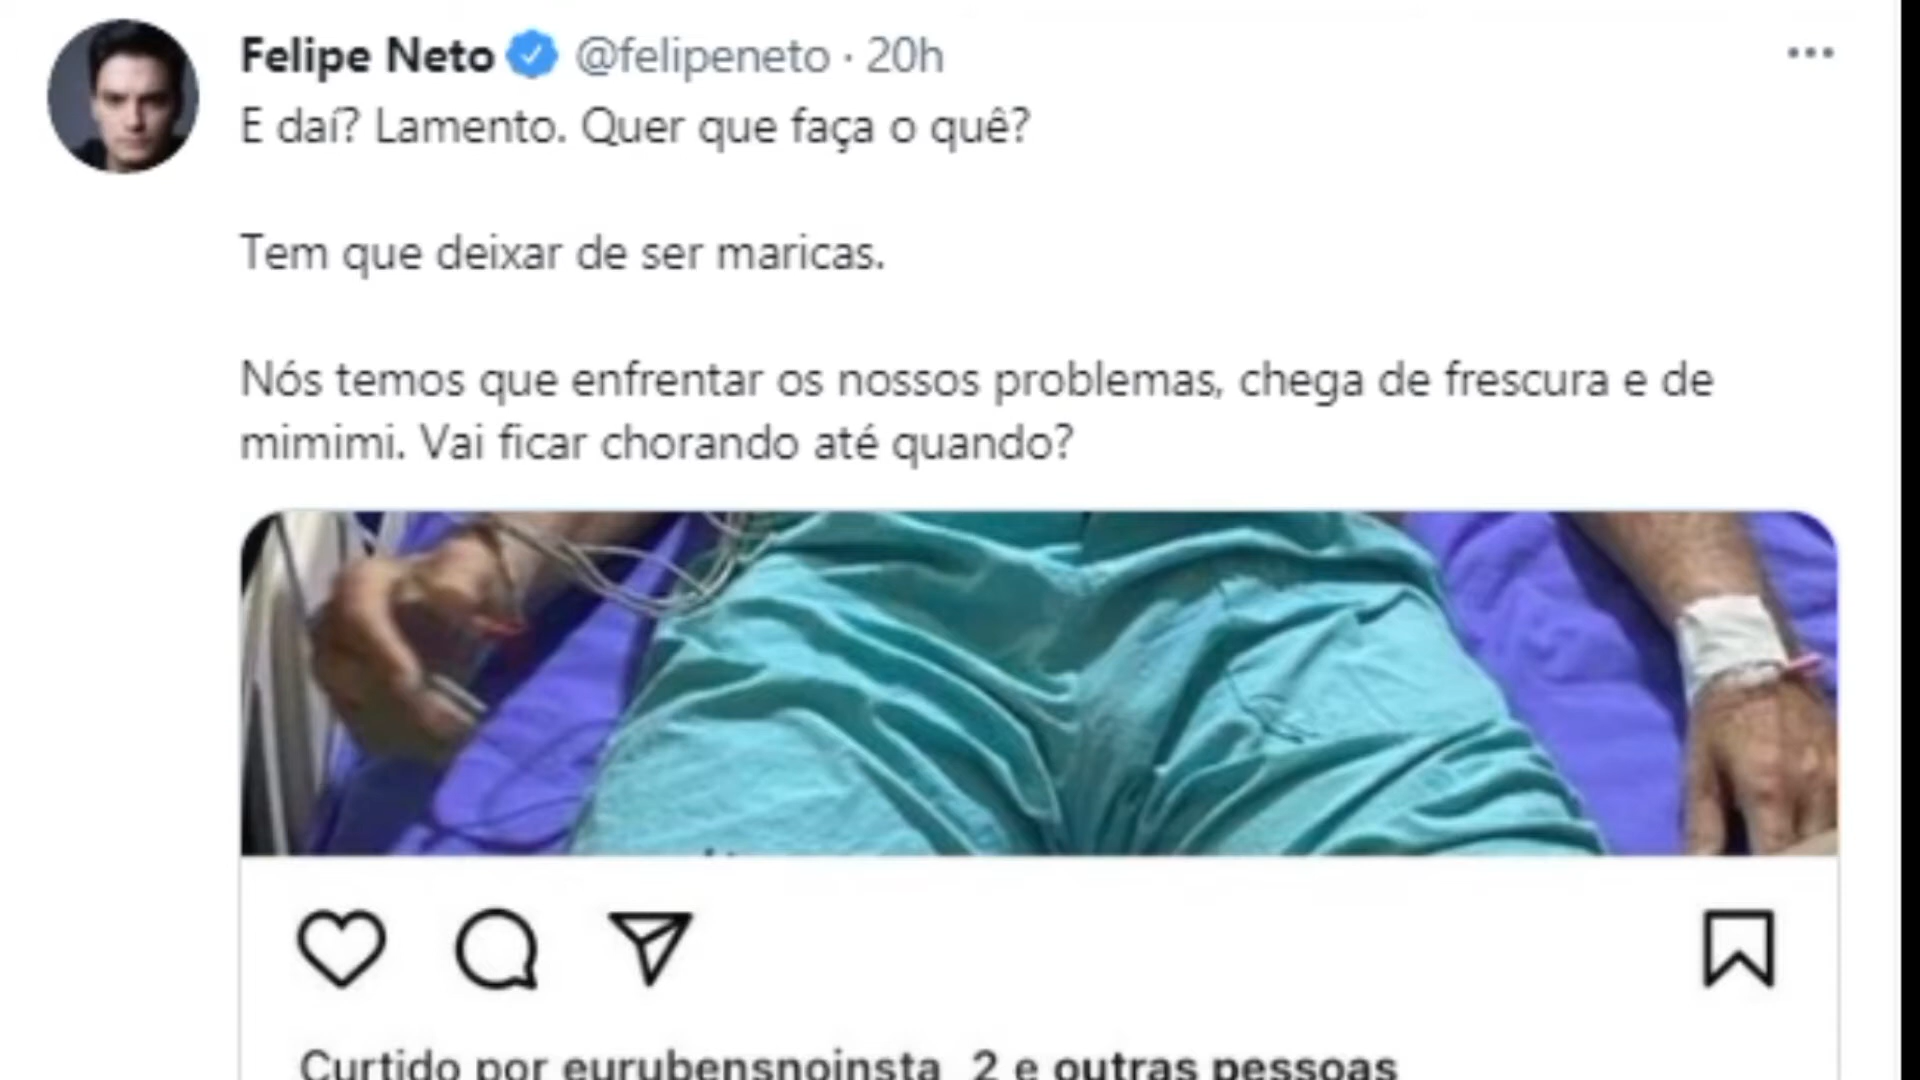 Felipe Neto @felipeneto · 20h
E daí? Lamento. Quer que faça o quê?
Tem que deixar de ser maricas.
Nós temos que enfrentar os nossos problemas, chega de frescura e de
mimimi. Vai ficar chorando até quando?
Curtido por eurubensnoinsta_2 e outras pessoas